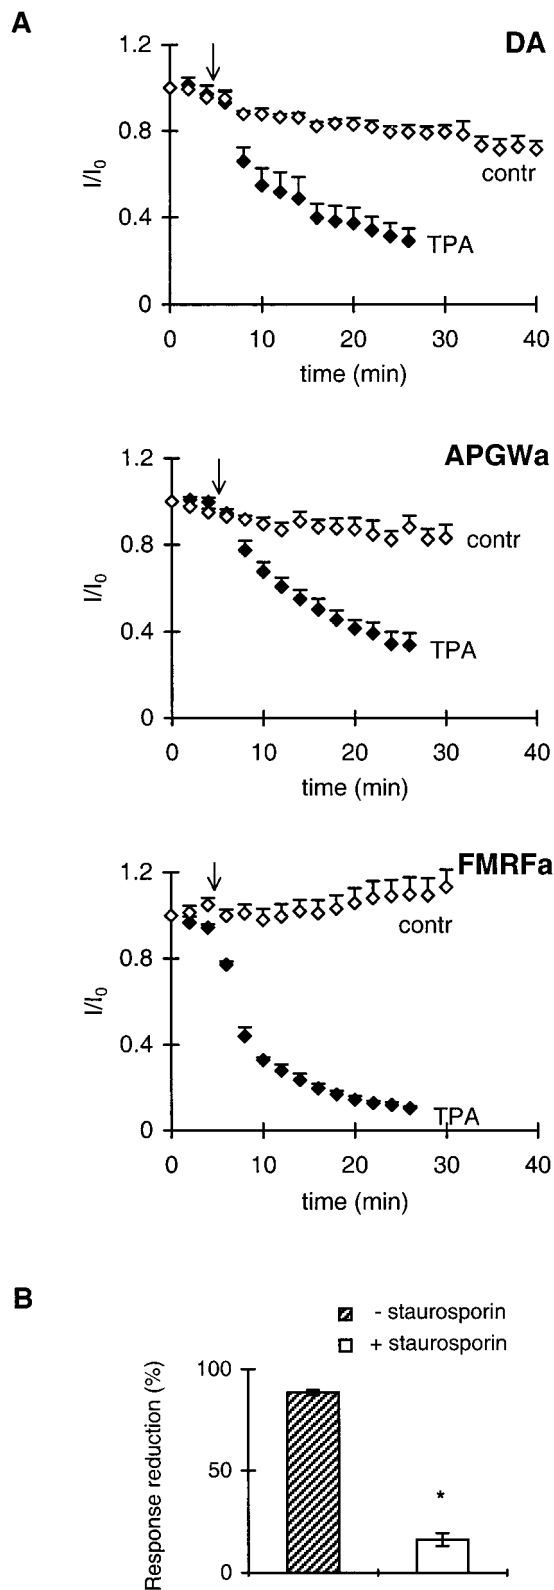 A
DA
1.2
0.8
0.4
0
I/I0
contr
TPA
0 10 20 30 40
time (min)
APGWa
1.2
0.8
0.4
0
I/I0
contr
TPA
0 10 20 30 40
time (min)
FMRFa
1.2
0.8
0.4
0
I/I0
contr
TPA
0 10 20 30 40
time (min)
B
- staurosporin
+ staurosporin
100
50
0
Response reduction (%)
*